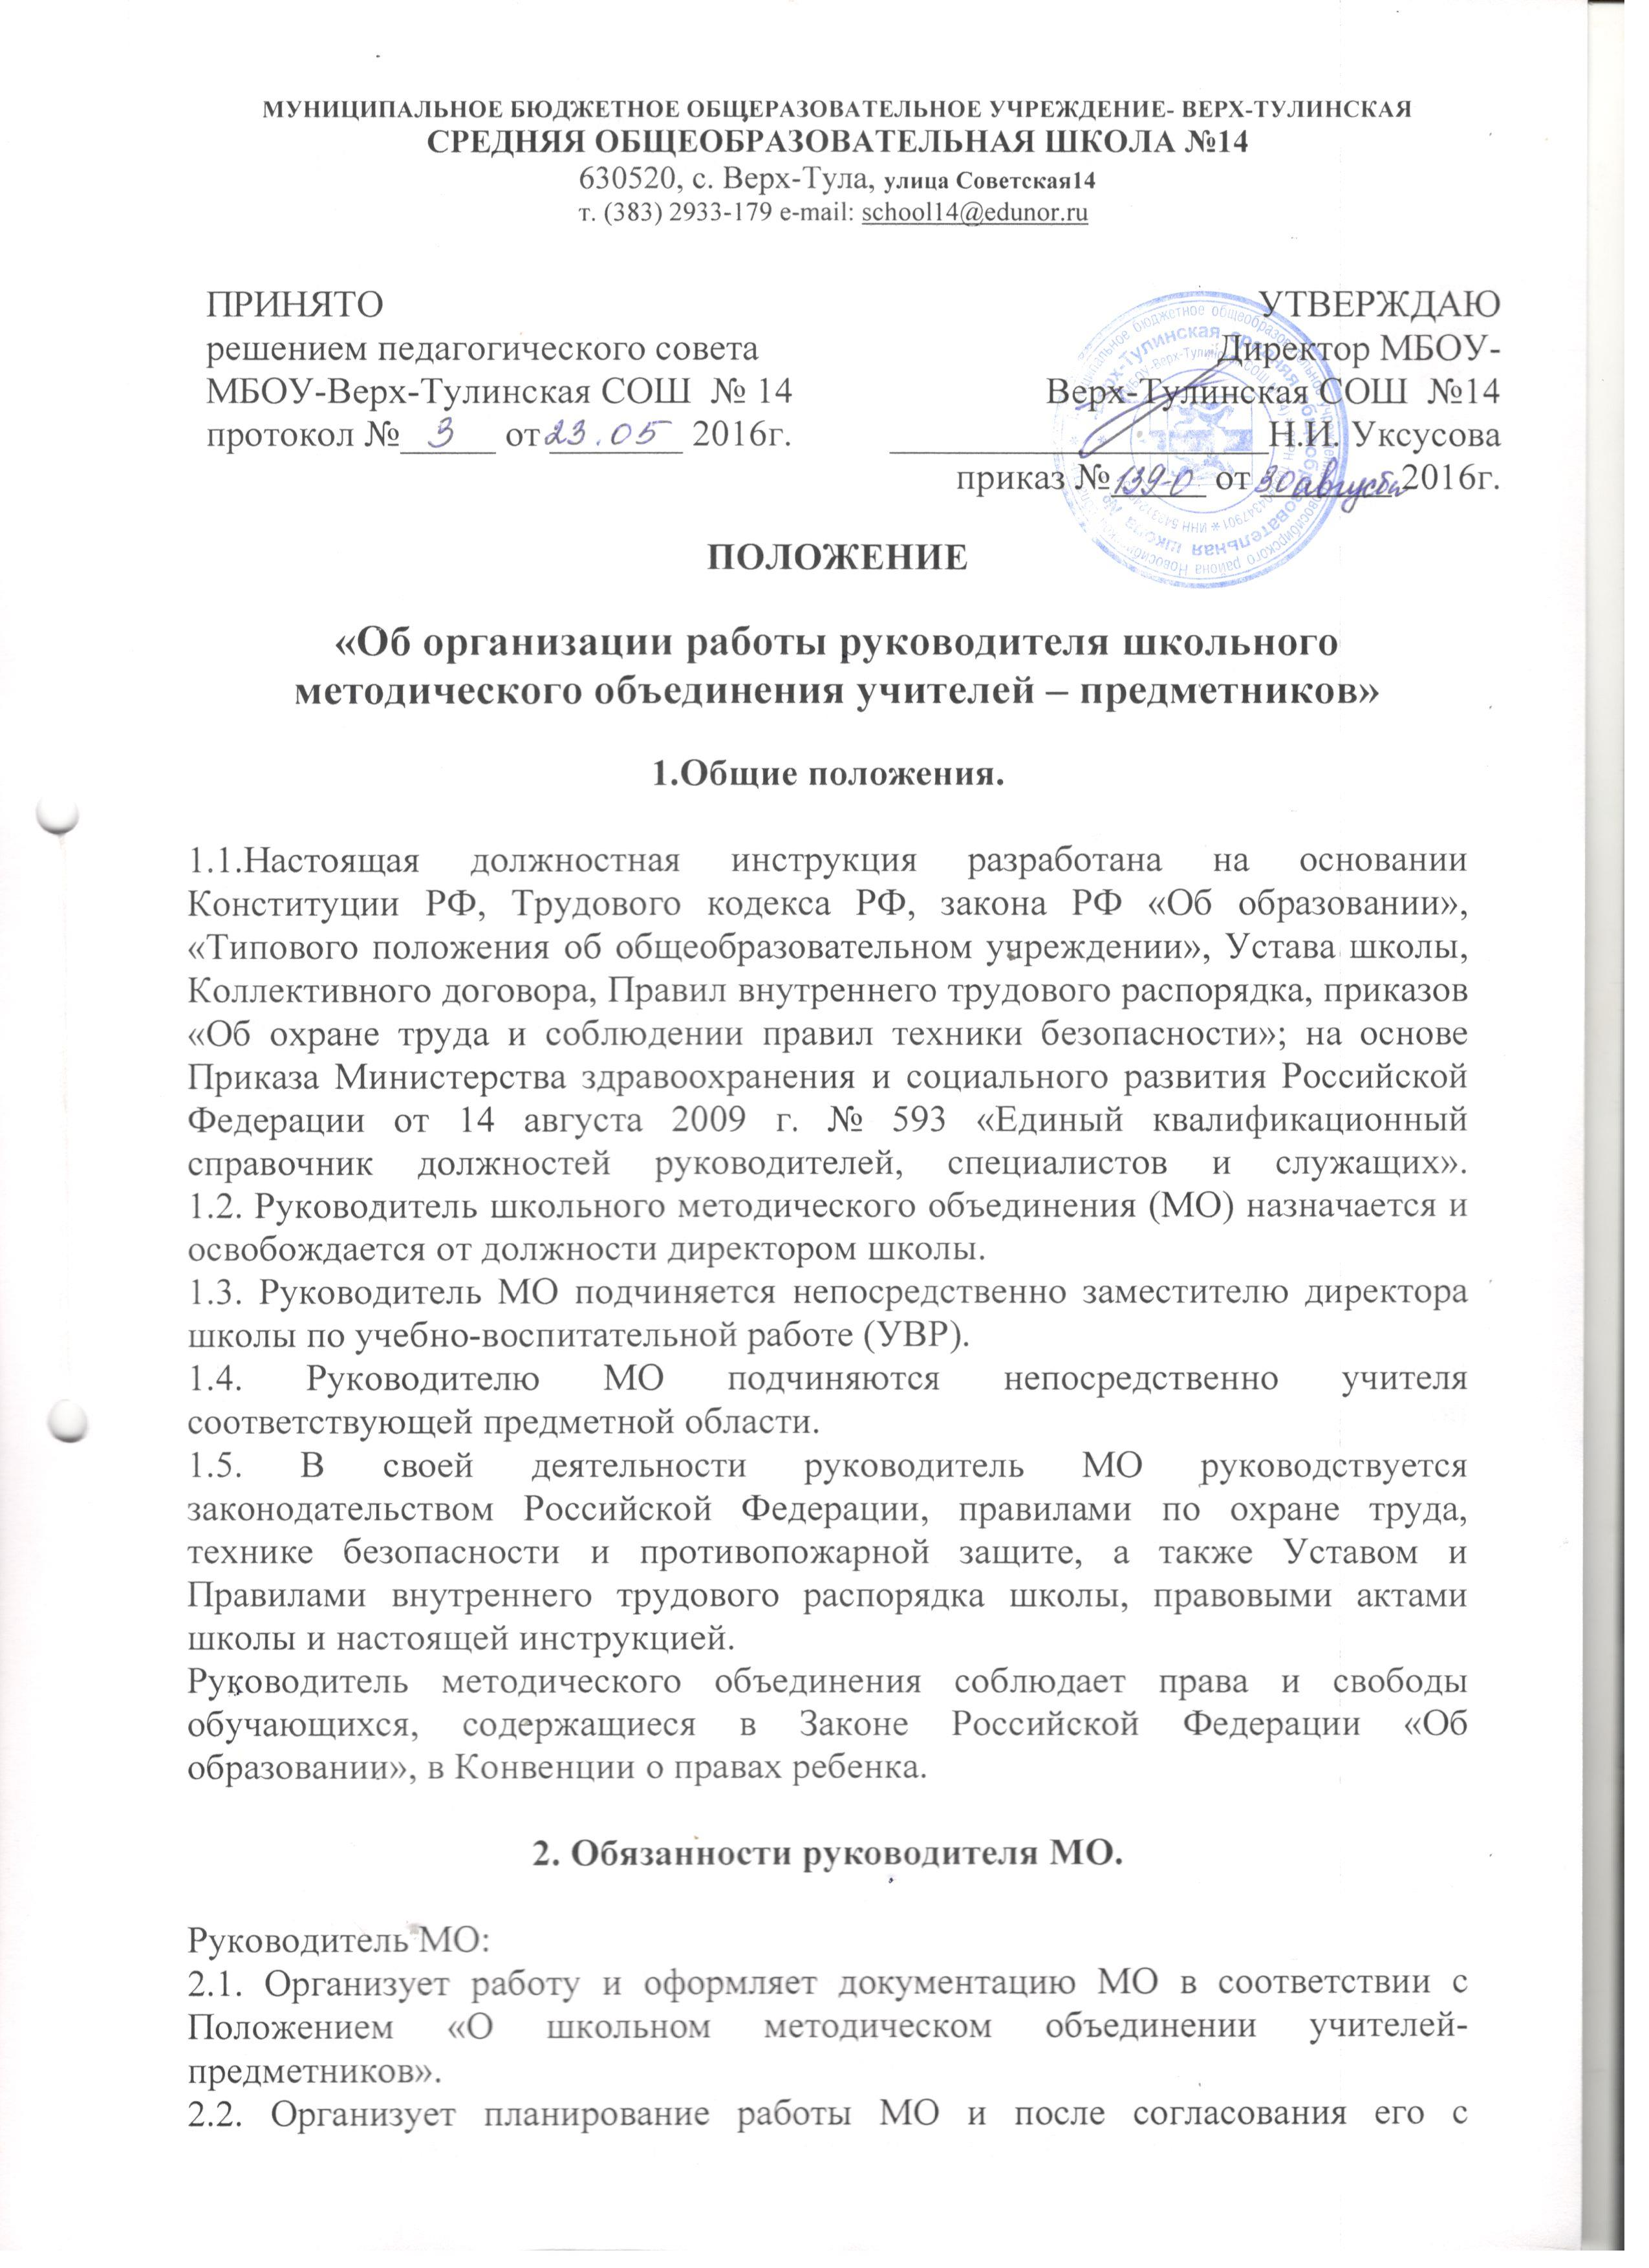 МУНИЦИПАЛЬНОЕ БЮДЖЕТНОЕ ОБЩЕРАЗОВАТЕЛЬНОЕ УЧРЕЖДЕНИЕ- ВЕРХ-ТУЛИНСКАЯ
СРЕДНЯЯ ОБЩЕОБРАЗОВАТЕЛЬНАЯ ШКОЛА №14
630520, с. Верх-Тула, улица Советская14
т. (383) 2933-179 e-mail: school14@edunor.ru
ПРИНЯТО
решением педагогического совета
МБОУ-Верх-Тулинская СОШ № 14
протокол № 3 от 23.05 2016г.
УТВЕРЖДАЮ
Директор МБОУ-
Верх-Тулинская СОШ №14
Н.И. Уксусова
приказ № 139-0 от 30 августа 2016г.
ПОЛОЖЕНИЕ
«Об организации работы руководителя школьного
методического объединения учителей – предметников»
1.Общие положения.
1.1.Настоящая должностная инструкция разработана на основании
Конституции РФ, Трудового кодекса РФ, закона РФ «Об образовании»,
«Типового положения об общеобразовательном учреждении», Устава школы,
Коллективного договора, Правил внутреннего трудового распорядка, приказов
«Об охране труда и соблюдении правил техники безопасности»; на основе
Приказа Министерства здравоохранения и социального развития Российской
Федерации от 14 августа 2009 г. № 593 «Единый квалификационный
справочник должностей руководителей, специалистов и служащих».
1.2. Руководитель школьного методического объединения (МО) назначается и
освобождается от должности директором школы.
1.3. Руководитель МО подчиняется непосредственно заместителю директора
школы по учебно-воспитательной работе (УВР).
1.4. Руководителю МО подчиняются непосредственно учителя
соответствующей предметной области.
1.5. В своей деятельности руководитель МО руководствуется
законодательством Российской Федерации, правилами по охране труда,
технике безопасности и противопожарной защите, а также Уставом и
Правилами внутреннего трудового распорядка школы, правовыми актами
школы и настоящей инструкцией.
Руководитель методического объединения соблюдает права и свободы
обучающихся, содержащиеся в Законе Российской Федерации «Об
образовании», в Конвенции о правах ребенка.
2. Обязанности руководителя МО.
Руководитель МО:
2.1. Организует работу и оформляет документацию МО в соответствии с
Положением «О школьном методическом объединении учителей-
предметников».
2.2. Организует планирование работы МО и после согласования его с